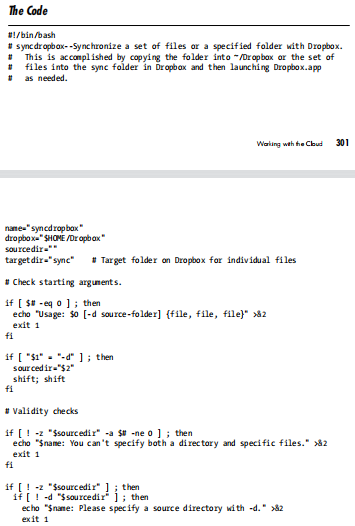 The Code
#!/bin/bash
# syncdropbox--Synchronize a set of files or a specified folder with Dropbox.
#   This is accomplished by copying the folder into ~/Dropbox or the set of
#   files into the sync folder in Dropbox and then launching Dropbox.app
#   as needed.
Working with the Cloud   301
name="syncdropbox"
dropbox="$HOME/Dropbox"
sourcedir=""
targetdir="sync"    # Target folder on Dropbox for individual files
# Check starting arguments.
if [ $# -eq 0 ] ; then
  echo "Usage: $0 [-d source-folder] {file, file, file}" >&2
  exit 1
fi
if [ "$1" = "-d" ] ; then
  sourcedir="$2"
  shift; shift
fi
# Validity checks
if [ ! -z "$sourcedir" -a $# -ne 0 ] ; then
  echo "$name: You can't specify both a directory and specific files." >&2
  exit 1
fi
if [ ! -z "$sourcedir" ] ; then
  if [ ! -d "$sourcedir" ] ; then
    echo "$name: Please specify a source directory with -d." >&2
    exit 1